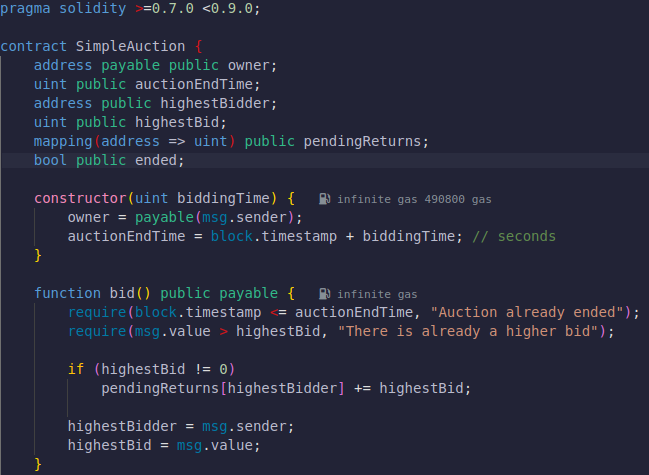 pragma solidity >=0.7.0 <0.9.0;
contract SimpleAuction {
    address payable public owner;
    uint public auctionEndTime;
    address public highestBidder;
    uint public highestBid;
    mapping(address => uint) public pendingReturns;
    bool public ended;
    constructor(uint biddingTime) { infinite gas 490800 gas
        owner = payable(msg.sender);
        auctionEndTime = block.timestamp + biddingTime; // seconds
    }
    function bid() public payable { infinite gas
        require(block.timestamp <= auctionEndTime, "Auction already ended");
        require(msg.value > highestBid, "There is already a higher bid");
        if (highestBid != 0)
            pendingReturns[highestBidder] += highestBid;
        highestBidder = msg.sender;
        highestBid = msg.value;
    }